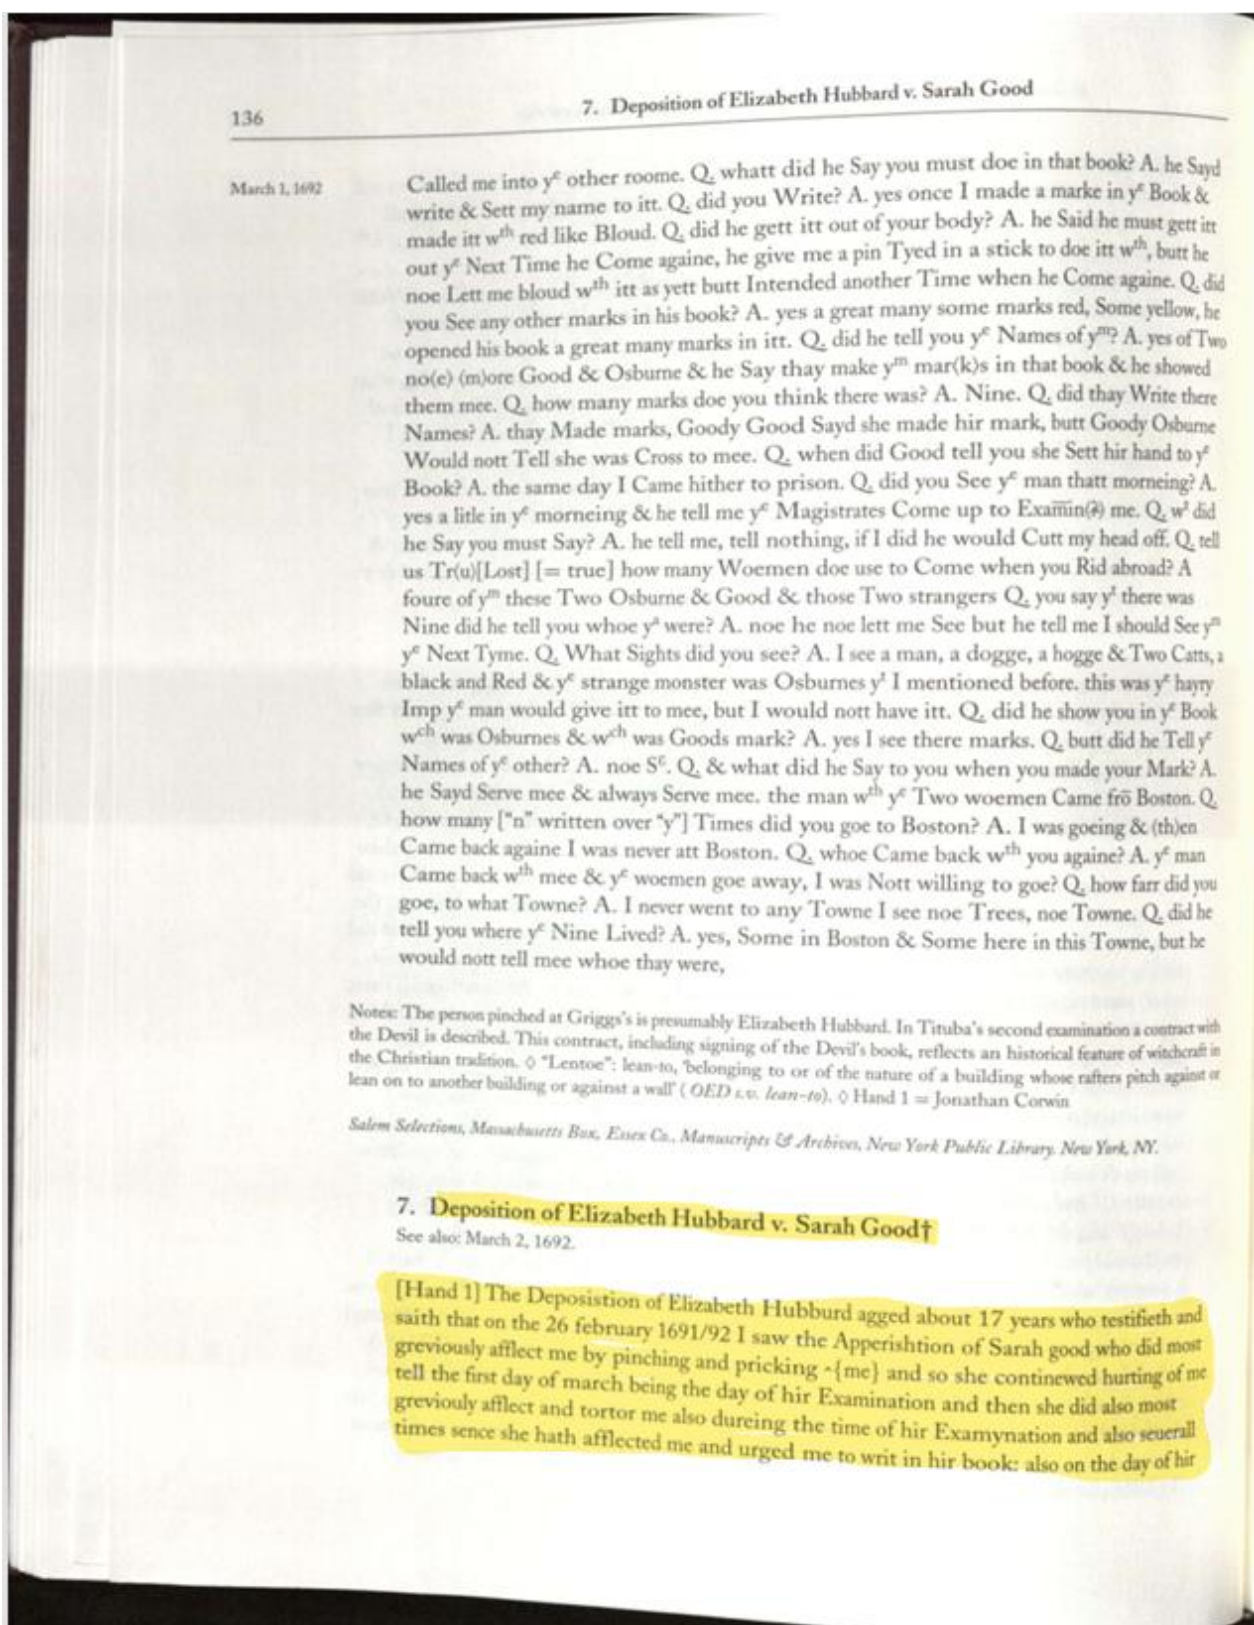 136
7. Deposition of Elizabeth Hubbard v. Sarah Good
March 1, 1692
Called me into yᵉ other roome. Q. whatt did he Say you must doe in that book? A. he Sayd
write & Sett my name to itt. Q. did you Write? A. yes once I made a marke in yᵉ Book &
made itt wᵗʰ red like Bloud. Q. did he gett itt out of your body? A. he Said he must gett itt
out yᵉ Next Time he Come againe, he give me a pin Tyed in a stick to doe itt wᵗʰ, butt he
noe Lett me bloud wᵗʰ itt as yett butt Intended another Time when he Come againe. Q. did
you See any other marks in his book? A. yes a great many some marks red, Some yellow, he
opened his book a great many marks in itt. Q. did he tell you yᵉ Names of yᵐ? A. yes of Two
no(e) (m)ore Good & Osburne & he Say thay make yᵐ mar(k)s in that book & he showed
them mee. Q. how many marks doe you think there was? A. Nine. Q. did thay Write there
Names? A. thay Made marks, Goody Good Sayd she made hir mark, butt Goody Osburne
Would nott Tell she was Cross to mee. Q. when did Good tell you she Sett hir hand to yᵉ
Book? A. the same day I Came hither to prison. Q. did you See yᵉ man thatt morneing? A.
yes a litle in yᵉ morneing & he tell me yᵉ Magistrates Come up to Exam̅in̅(?) me. Q. wᵗ did
he Say you must Say? A. he tell me, tell nothing, if I did he would Cutt my head off. Q. tell
us Tr(u)[Lost] [= true] how many Woemen doe use to Come when you Rid abroad? A
foure of yᵐ these Two Osburne & Good & those Two strangers Q. you say yᵗ there was
Nine did he tell you whoe yᵃ were? A. noe he noe lett me See but he tell me I should See yᵐ
yᵉ Next Tyme. Q. What Sights did you see? A. I see a man, a dogge, a hogge & Two Catts, a
black and Red & yᵉ strange monster was Osburnes yᵗ I mentioned before. this was yᵉ hayry
Imp yᵉ man would give itt to mee, but I would nott have itt. Q. did he show you in yᵉ Book
wᶜʰ was Osburnes & wᶜʰ was Goods mark? A. yes I see there marks. Q. butt did he Tell yᵉ
Names of yᵉ other? A. noe Sʳ. Q. & what did he Say to you when you made your Mark? A.
he Sayd Serve mee & always Serve mee. the man wᵗʰ yᵉ Two woemen Came frō Boston. Q.
how many ["n" written over "y"] Times did you goe to Boston? A. I was goeing & (th)en
Came back againe I was never att Boston. Q. whoe Came back wᵗʰ you againe? A. yᵉ man
Came back wᵗʰ mee & yᵉ woemen goe away, I was Nott willing to goe? Q. how farr did you
goe, to what Towne? A. I never went to any Towne I see noe Trees, noe Towne. Q. did he
tell you where yᵉ Nine Lived? A. yes, Some in Boston & Some here in this Towne, but he
would nott tell mee whoe thay were,
Notes: The person pinched at Griggs's is presumably Elizabeth Hubbard. In Tituba's second examination a contract with
the Devil is described. This contract, including signing of the Devil's book, reflects an historical feature of witchcraft in
the Christian tradition. ◊ "Lentoe": lean-to, 'belonging to or of the nature of a building whose rafters pitch against or
lean on to another building or against a wall' ( OED s.v. lean-to). ◊ Hand 1 = Jonathan Corwin
Salem Selections, Massachusetts Box, Essex Co., Manuscripts & Archives, New York Public Library. New York, NY.
7. Deposition of Elizabeth Hubbard v. Sarah Good†
See also: March 2, 1692.
[Hand 1] The Deposistion of Elizabeth Hubburd agged about 17 years who testifieth and
saith that on the 26 february 1691/92 I saw the Apperishtion of Sarah good who did most
greviously afflect me by pinching and pricking ^{me} and so she continewed hurting of me
tell the first day of march being the day of hir Examination and then she did also most
greviouly afflect and tortor me also dureing the time of hir Examynation and also seuerall
times sence she hath afflected me and urged me to writ in hir book: also on the day of hir